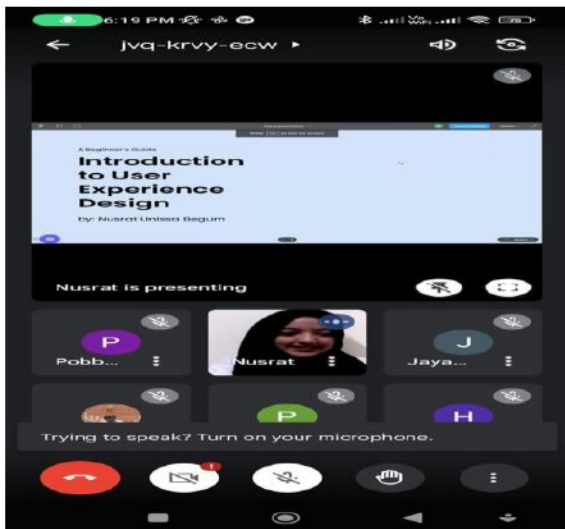 6:19 PM
78
jvq-krvy-ecw
A Beginner's Guide
Introduction
to User
Experience
Design
by: Nusrat Unissa Begum
Nusrat is presenting
P
J
Pobb...
Nusrat
Jaya...
P
H
Trying to speak? Turn on your microphone.